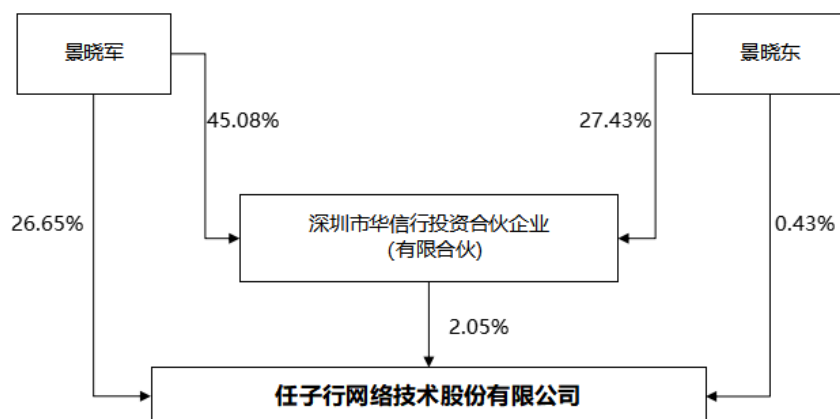 景晓军
景晓东
45.08%
27.43%
26.65%
深圳市华信行投资合伙企业
(有限合伙)
0.43%
2.05%
任子行网络技术股份有限公司